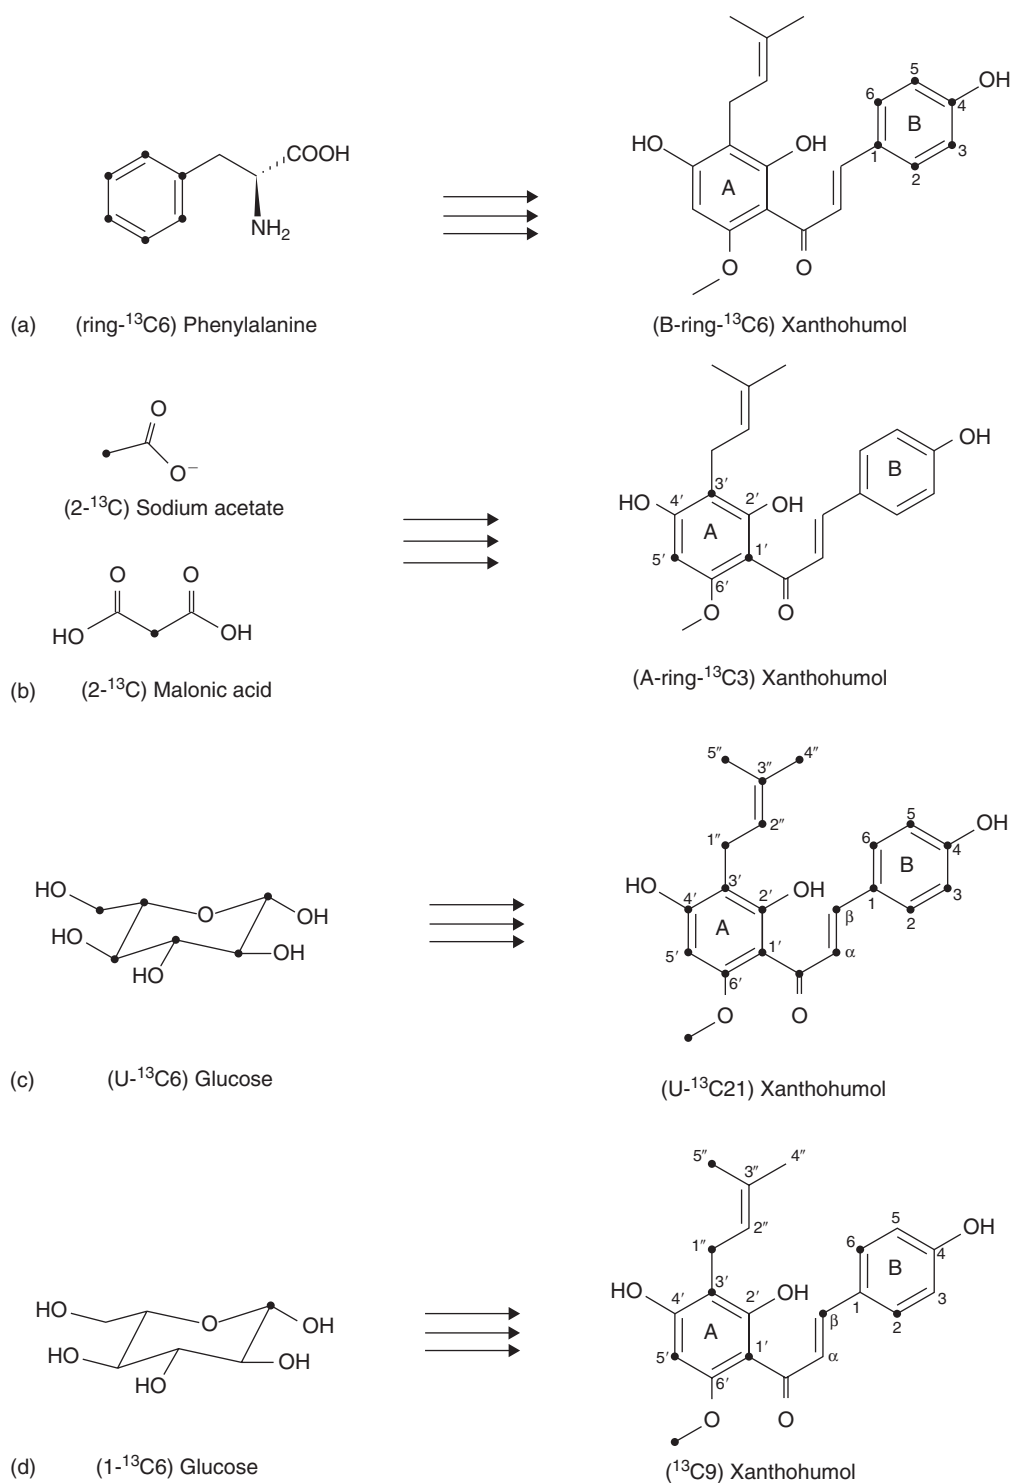 5
OH
6
4
B
HO
OH
1
3
COOH
A
2
NH₂
O
O
(a) (ring-¹³C6) Phenylalanine
(B-ring-¹³C6) Xanthohumol
O
OH
B
O⁻
3′
(2-¹³C) Sodium acetate
HO 4′ 2′ OH
A
O O
5′ 1′
6′
HO OH
O O
(b) (2-¹³C) Malonic acid
(A-ring-¹³C3) Xanthohumol
5″ 4″
3″
2″
5 OH
1″ 6 4
B
HO 3′
HO 4′ 2′ OH 1 3
O OH
A β 2
HO OH
5′ 1′ α
HO
6′
O O
(c) (U-¹³C6) Glucose
(U-¹³C21) Xanthohumol
5″ 4″
3″
2″
5 OH
1″ 6 4
B
HO 3′
HO 4′ 2′ OH 1 3
O OH
A β 2
HO OH
5′ 1′ α
HO
6′
O O
(d) (1-¹³C6) Glucose
(¹³C9) Xanthohumol